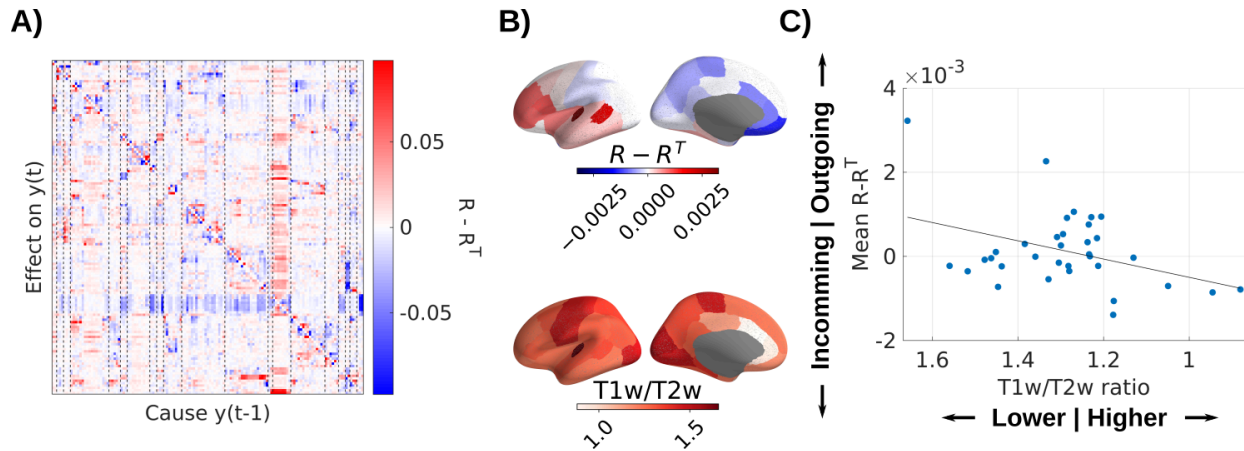 A)
Effect on y(t)
Cause y(t-1)
0.05
0
-0.05
R - R^T
B)
R − R^T
−0.0025
0.0000
0.0025
T1w/T2w
1.0
1.5
C)
Incomming | Outgoing
Mean R-R^T
×10^-3
4
2
0
-2
1.6
1.4
1.2
1
T1w/T2w ratio
Lower | Higher